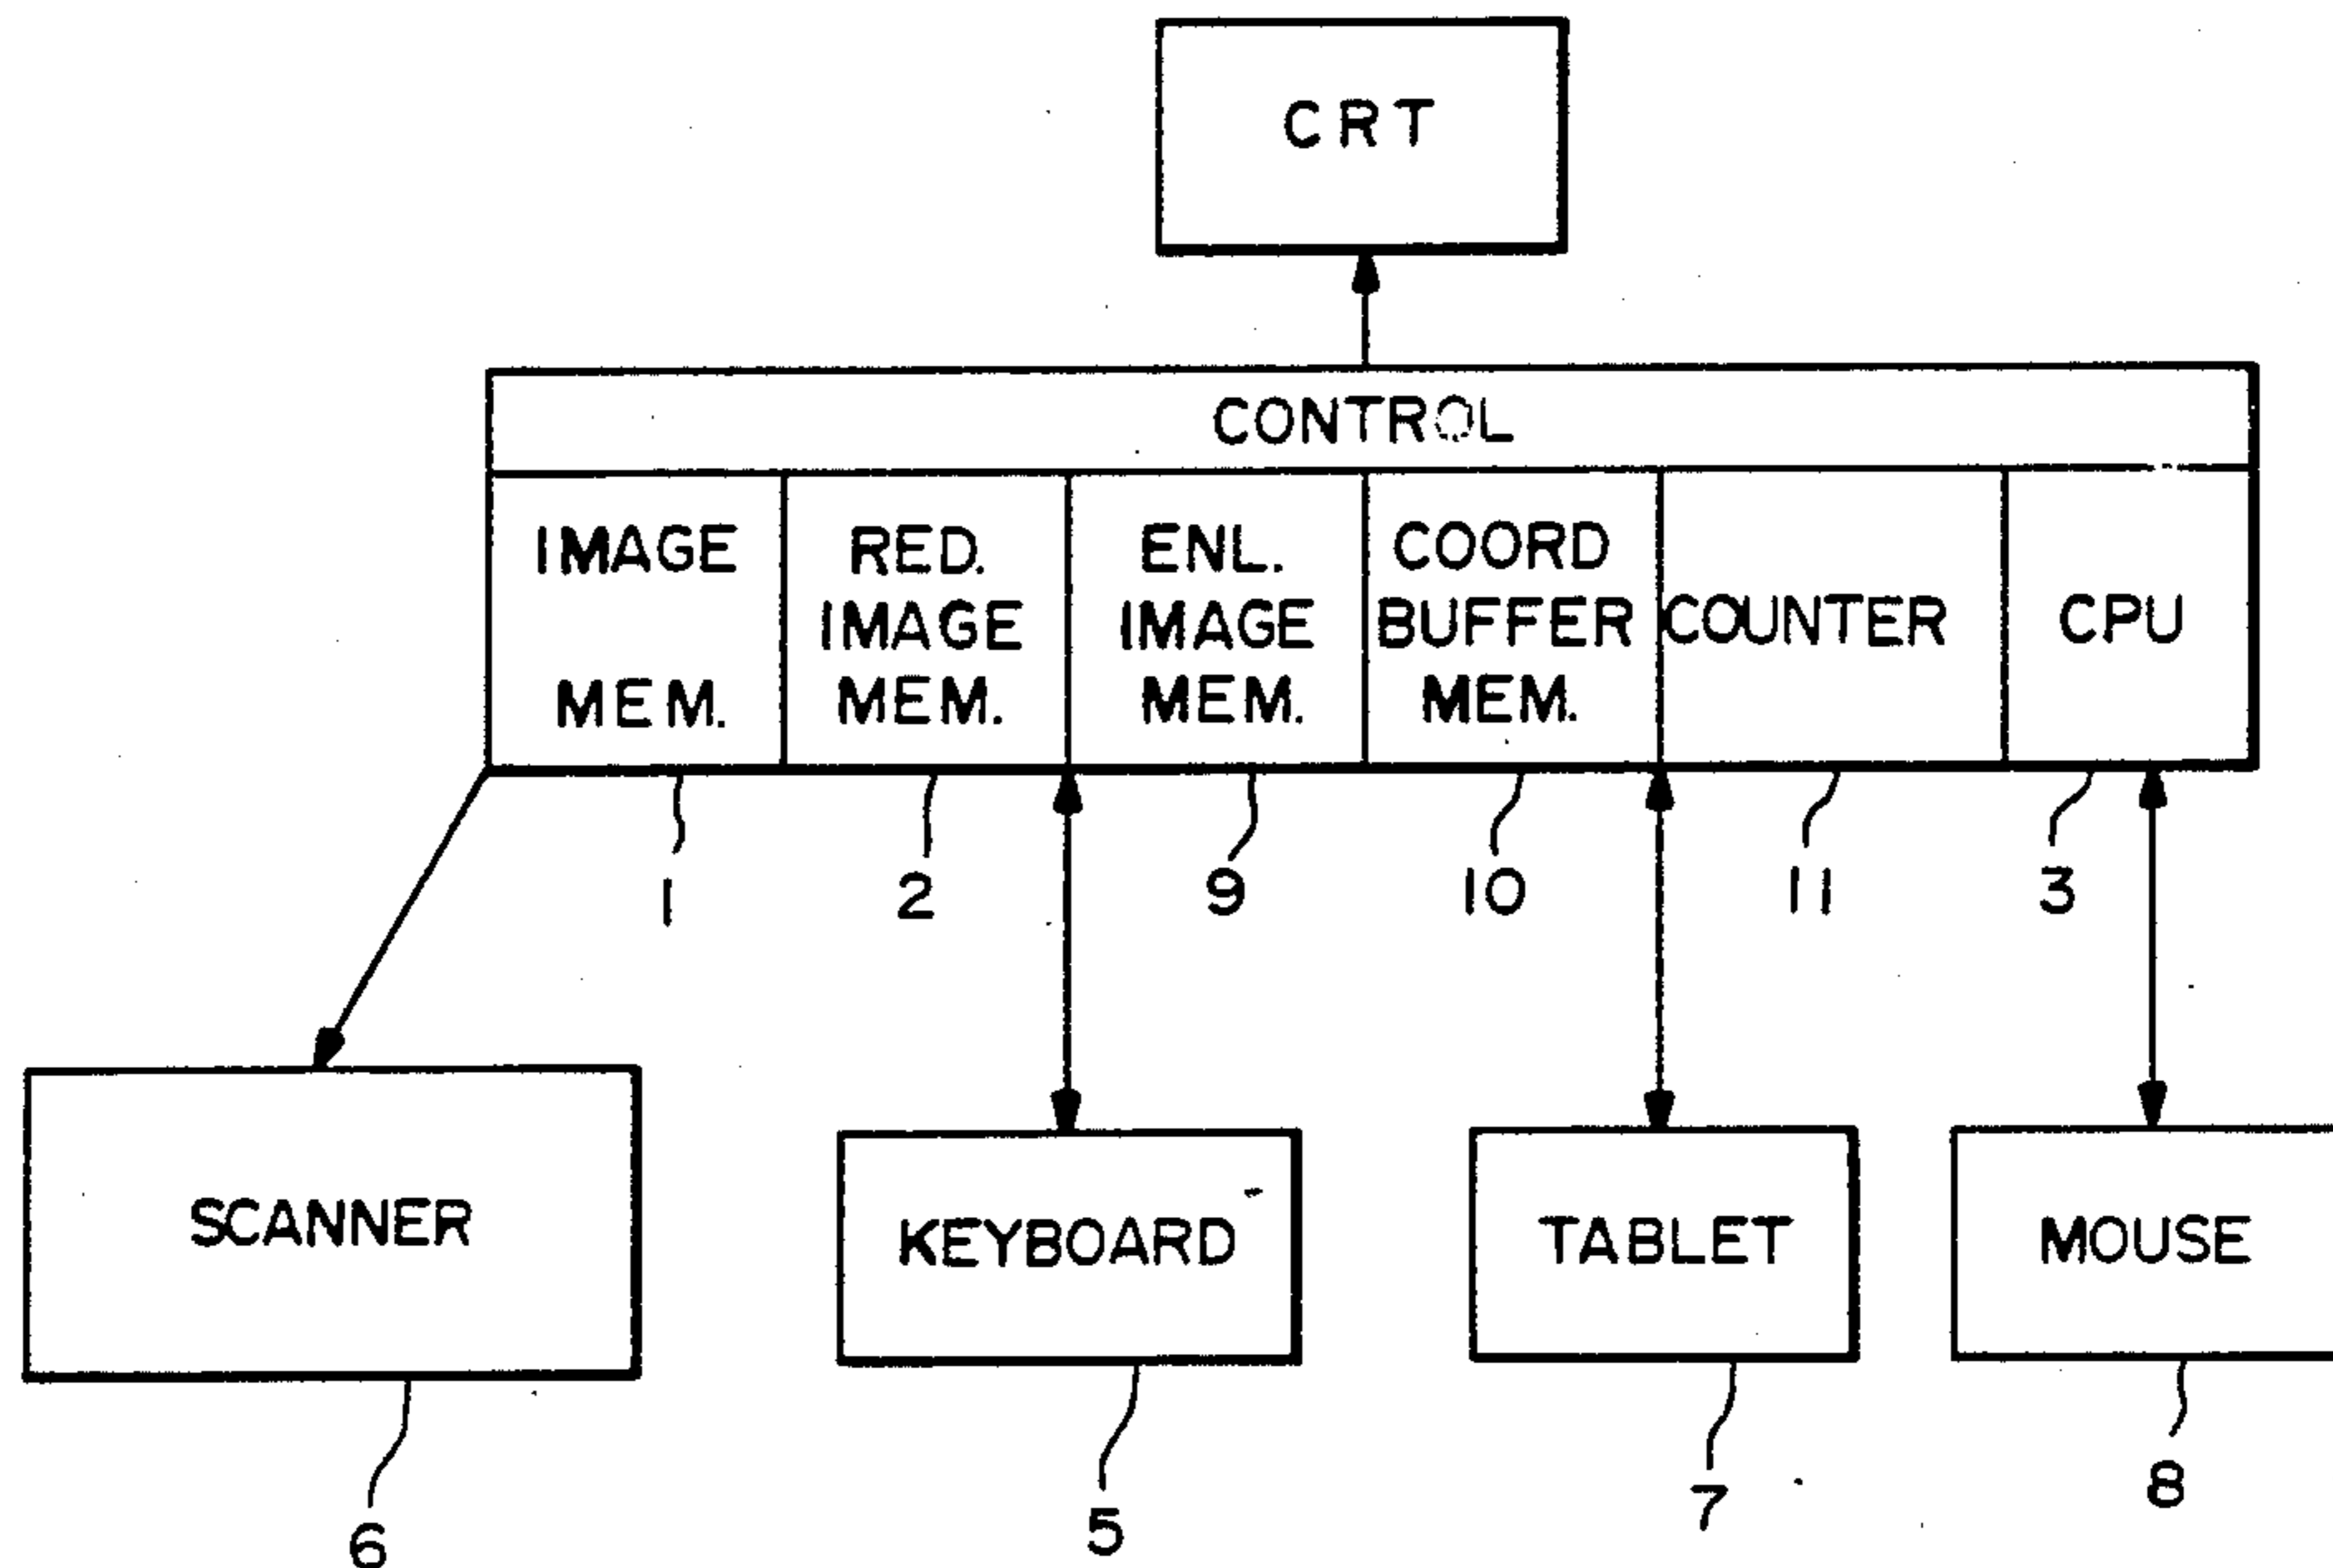 CRT
CONTROL
IMAGE
MEM.
RED.
IMAGE
MEM.
ENL.
IMAGE
MEM.
COORD
BUFFER
MEM.
COUNTER
CPU
1
2
9
10
11
3
SCANNER
KEYBOARD
TABLET
MOUSE
6
5
7
8